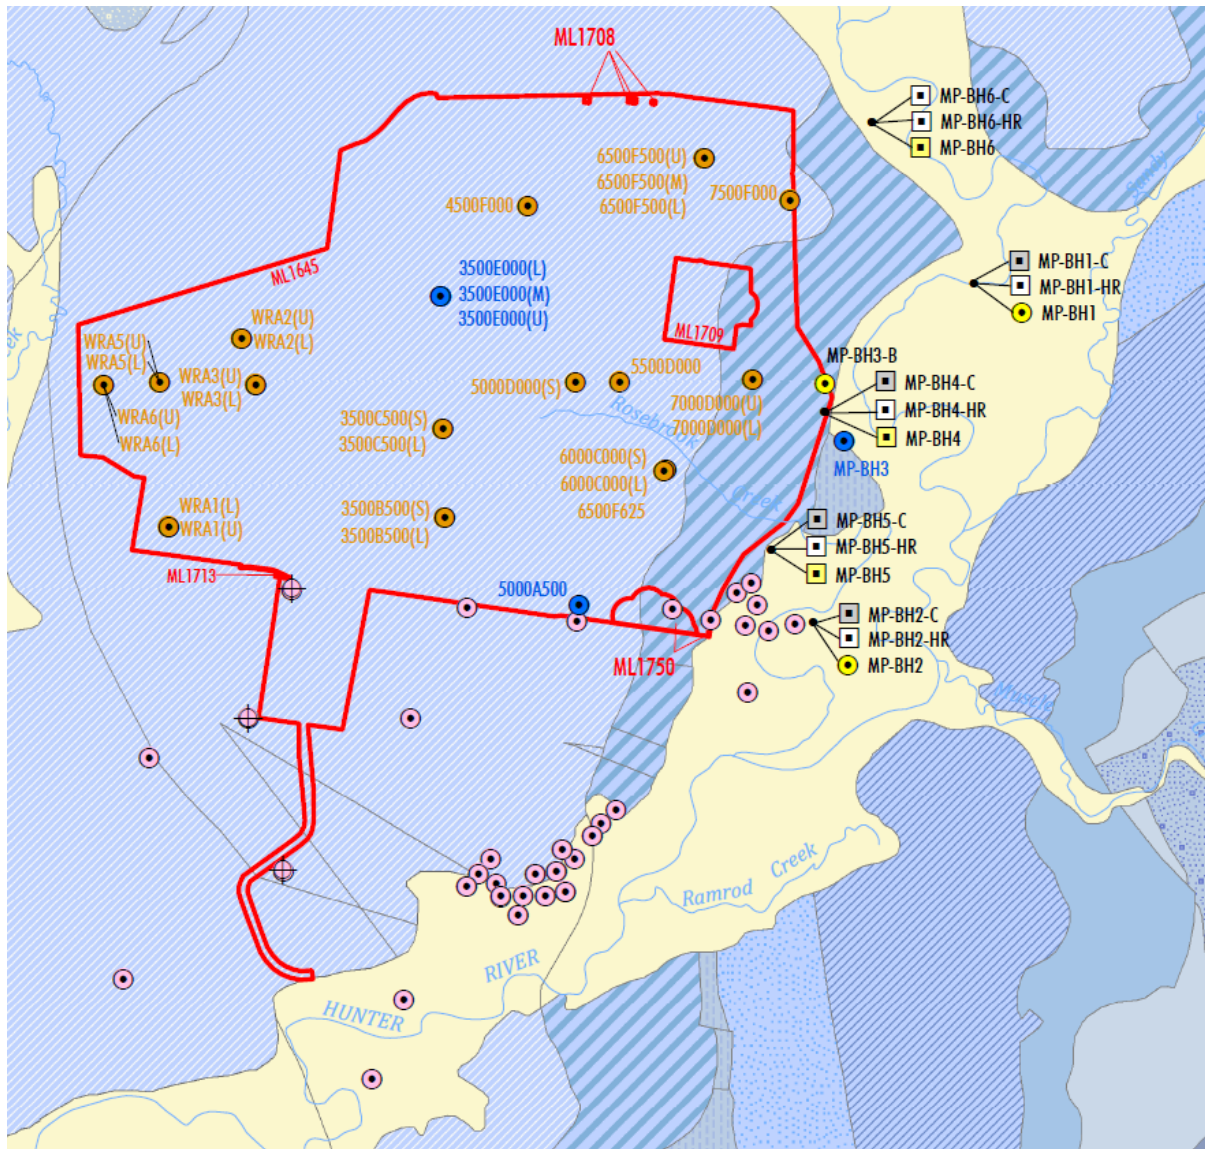 ML1708
MP-BH6-C
MP-BH6-HR
MP-BH6
6500F500(U)
6500F500(M)
6500F500(L)
7500F000
4500F000
Sandy
ML1645
3500E000(L)
3500E000(M)
3500E000(U)
MP-BH1-C
MP-BH1-HR
MP-BH1
ML1709
WRA2(U)
WRA2(L)
WRA5(U)
WRA5(L)
WRA3(U)
WRA3(L)
WRA6(U)
WRA6(L)
5000D000(S)
5500D000
7000D000(U)
7000D000(L)
MP-BH3-B
MP-BH4-C
MP-BH4-HR
MP-BH4
MP-BH3
Creek
Rosebrook
Creek
3500C500(S)
3500C500(L)
6000C000(S)
6000C000(L)
6500F625
WRA1(L)
WRA1(U)
3500B500(S)
3500B500(L)
MP-BH5-C
MP-BH5-HR
MP-BH5
ML1713
5000A500
MP-BH2-C
MP-BH2-HR
MP-BH2
ML1750
Muscle
Ramrod Creek
HUNTER RIVER